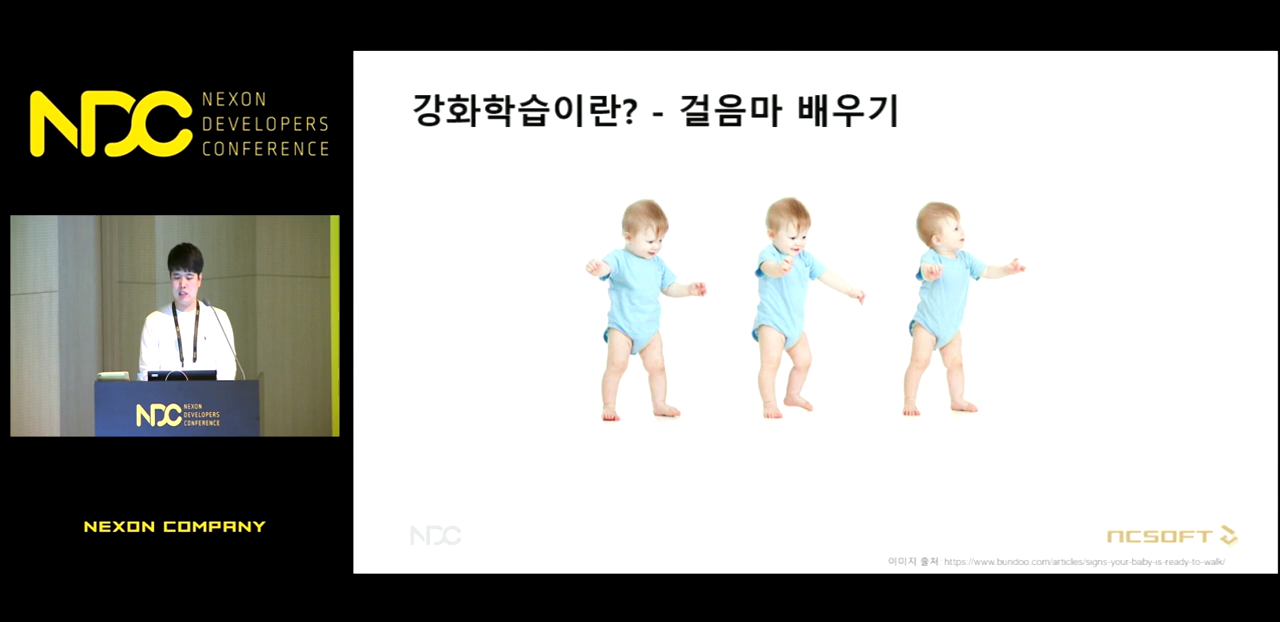 NDC
NEXON
DEVELOPERS
CONFERENCE
NDC
NEXON
DEVELOPERS
CONFERENCE
NEXON COMPANY
강화학습이란? - 걸음마 배우기
NDC
NCSOFT
이미지 출처 https://www.bundoo.com/articles/signs-your-baby-is-ready-to-walk/